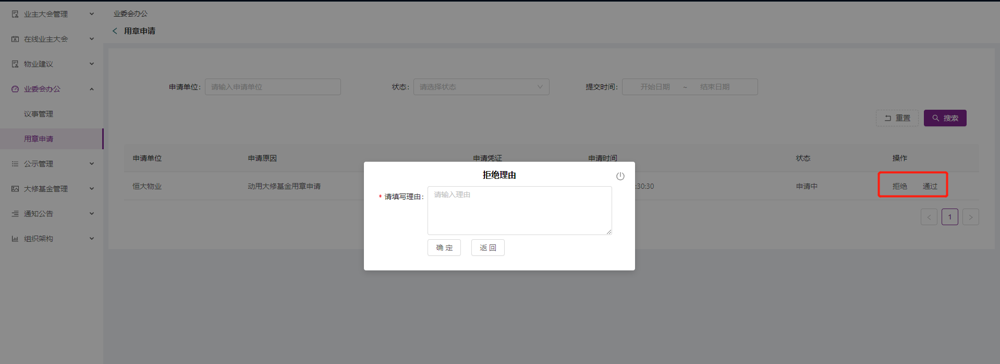 业主大会管理
在线业主大会
物业建议
业委会办公
议事管理
用章申请
公示管理
大修基金管理
通知公告
组织架构
业委会办公
用章申请
申请单位: 请输入申请单位 状态: 请选择状态 提交时间: 开始日期 ~ 结束日期
重置 搜索
申请单位 申请原因 申请凭证 申请时间 状态 操作
恒大物业 动用大修基金用章申请 :30:30 申请中 拒绝 通过
< 1 >
拒绝理由
* 请填写理由: 请输入理由
确 定 返 回